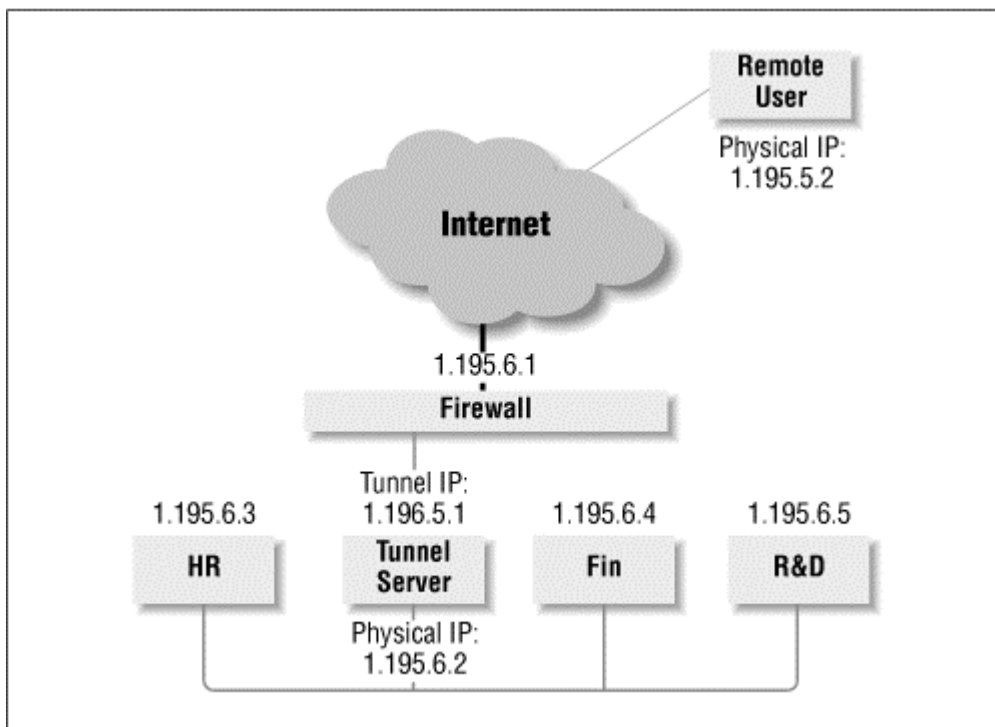 Remote
User
Physical IP:
1.195.5.2
Internet
1.195.6.1
Firewall
Tunnel IP:
1.195.6.3
1.196.5.1
1.195.6.4
1.195.6.5
HR
Tunnel
Server
Fin
R&D
Physical IP:
1.195.6.2